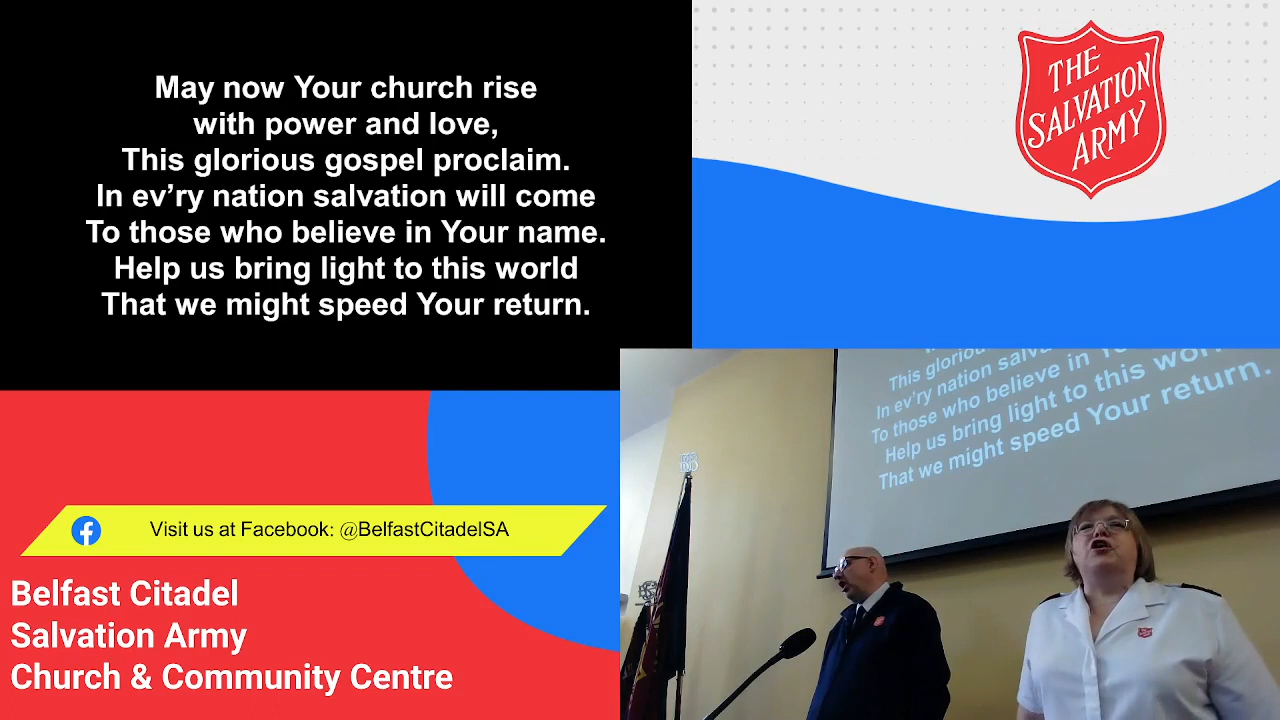 May now Your church rise
with power and love,
This glorious gospel proclaim.
In ev’ry nation salvation will come
To those who believe in Your name.
Help us bring light to this world
That we might speed Your return.
THE
SALVATION
ARMY
This glorious
In ev’ry nation salva
To those who believe in
Help us bring light to this wor
That we might speed Your return.
Visit us at Facebook: @BelfastCitadelSA
Belfast Citadel
Salvation Army
Church & Community Centre